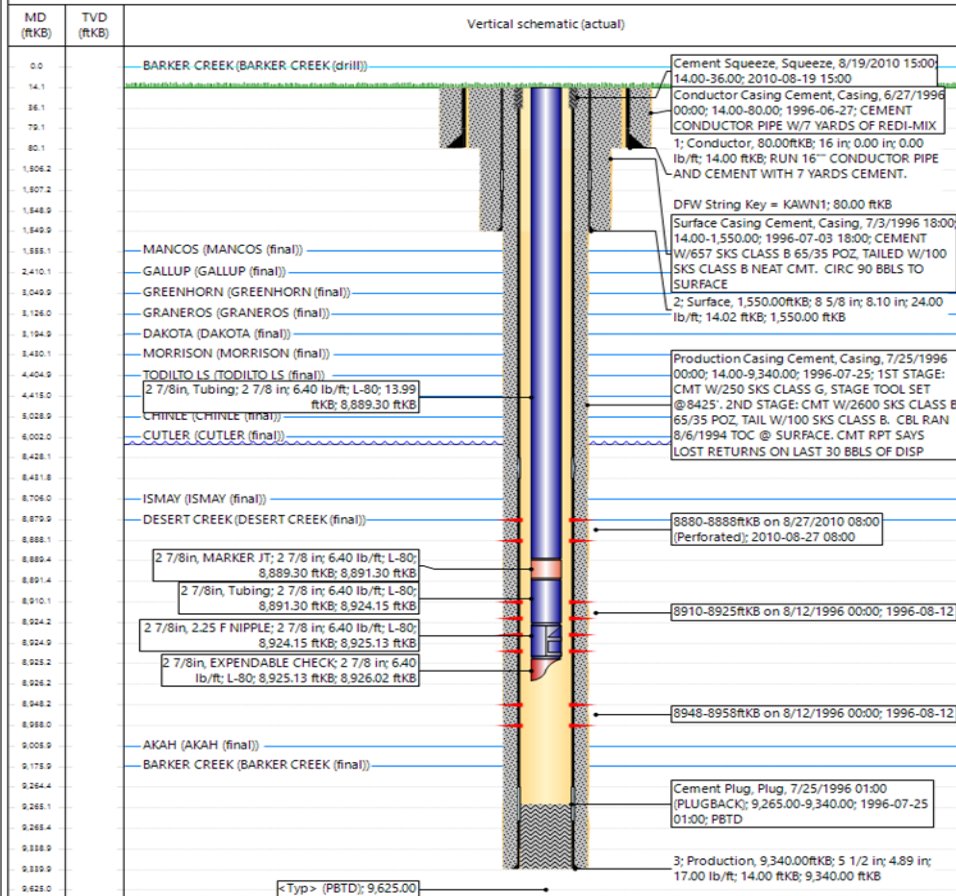 MD
(ftKB)
TVD
(ftKB)
Vertical schematic (actual)
0.0
14.1
36.1
79.1
80.1
1,506.2
1,507.2
1,548.9
1,549.9
1,555.1
2,410.1
3,049.9
3,126.0
3,194.9
3,430.1
4,404.9
4,415.0
5,028.9
6,002.0
8,428.1
8,431.8
8,706.0
8,879.9
8,888.1
8,889.4
8,891.4
8,910.1
8,924.2
8,924.9
8,925.2
8,926.2
8,948.2
8,958.0
9,005.9
9,175.9
9,264.4
9,265.1
9,265.4
9,338.9
9,339.9
9,625.0
BARKER CREEK (BARKER CREEK (drill))
MANCOS (MANCOS (final))
GALLUP (GALLUP (final))
GREENHORN (GREENHORN (final))
GRANEROS (GRANEROS (final))
DAKOTA (DAKOTA (final))
MORRISON (MORRISON (final))
TODILTO LS (TODILTO LS (final))
2 7/8in, Tubing; 2 7/8 in; 6.40 lb/ft; L-80; 13.99
ftKB; 8,889.30 ftKB
CHINLE (CHINLE (final))
CUTLER (CUTLER (final))
ISMAY (ISMAY (final))
DESERT CREEK (DESERT CREEK (final))
2 7/8in, MARKER JT; 2 7/8 in; 6.40 lb/ft; L-80;
8,889.30 ftKB; 8,891.30 ftKB
2 7/8in, Tubing; 2 7/8 in; 6.40 lb/ft; L-80;
8,891.30 ftKB; 8,924.15 ftKB
2 7/8in, 2.25 F NIPPLE; 2 7/8 in; 6.40 lb/ft; L-80;
8,924.15 ftKB; 8,925.13 ftKB
2 7/8in, EXPENDABLE CHECK; 2 7/8 in; 6.40
lb/ft; L-80; 8,925.13 ftKB; 8,926.02 ftKB
AKAH (AKAH (final))
BARKER CREEK (BARKER CREEK (final))
<Typ> (PBTD); 9,625.00
Cement Squeeze, Squeeze, 8/19/2010 15:00;
14.00-36.00; 2010-08-19 15:00
Conductor Casing Cement, Casing, 6/27/1996
00:00; 14.00-80.00; 1996-06-27; CEMENT
CONDUCTOR PIPE W/7 YARDS OF REDI-MIX
1; Conductor, 80.00ftKB; 16 in; 0.00 in; 0.00
lb/ft; 14.00 ftKB; RUN 16"" CONDUCTOR PIPE
AND CEMENT WITH 7 YARDS CEMENT.
DFW String Key = KAWN1; 80.00 ftKB
Surface Casing Cement, Casing, 7/3/1996 18:00;
14.00-1,550.00; 1996-07-03 18:00; CEMENT
W/657 SKS CLASS B 65/35 POZ, TAILED W/100
SKS CLASS B NEAT CMT. CIRC 90 BBLS TO
SURFACE
2; Surface, 1,550.00ftKB; 8 5/8 in; 8.10 in; 24.00
lb/ft; 14.02 ftKB; 1,550.00 ftKB
Production Casing Cement, Casing, 7/25/1996
00:00; 14.00-9,340.00; 1996-07-25; 1ST STAGE:
CMT W/250 SKS CLASS G, STAGE TOOL SET
@8425'. 2ND STAGE: CMT W/2600 SKS CLASS B
65/35 POZ, TAIL W/100 SKS CLASS B. CBL RAN
8/6/1994 TOC @ SURFACE. CMT RPT SAYS
LOST RETURNS ON LAST 30 BBLS OF DISP
8880-8888ftKB on 8/27/2010 08:00
(Perforated); 2010-08-27 08:00
8910-8925ftKB on 8/12/1996 00:00; 1996-08-12
8948-8958ftKB on 8/12/1996 00:00; 1996-08-12
Cement Plug, Plug, 7/25/1996 01:00
(PLUGBACK); 9,265.00-9,340.00; 1996-07-25
01:00; PBTD
3; Production, 9,340.00ftKB; 5 1/2 in; 4.89 in;
17.00 lb/ft; 14.00 ftKB; 9,340.00 ftKB